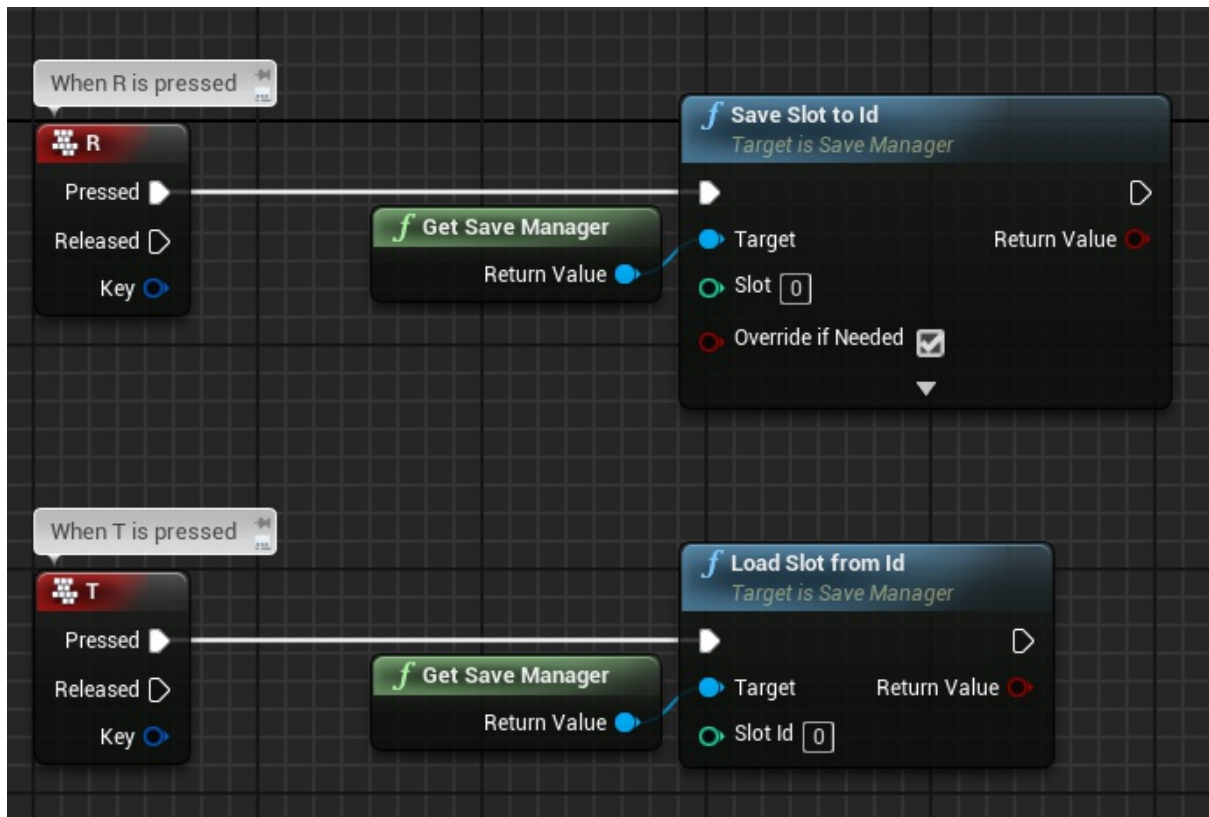 When R is pressed
R
Pressed
Released
Key
f Get Save Manager
Return Value
f Save Slot to Id
Target is Save Manager
Target
Return Value
Slot 0
Override if Needed
When T is pressed
T
Pressed
Released
Key
f Get Save Manager
Return Value
f Load Slot from Id
Target is Save Manager
Target
Return Value
Slot Id 0